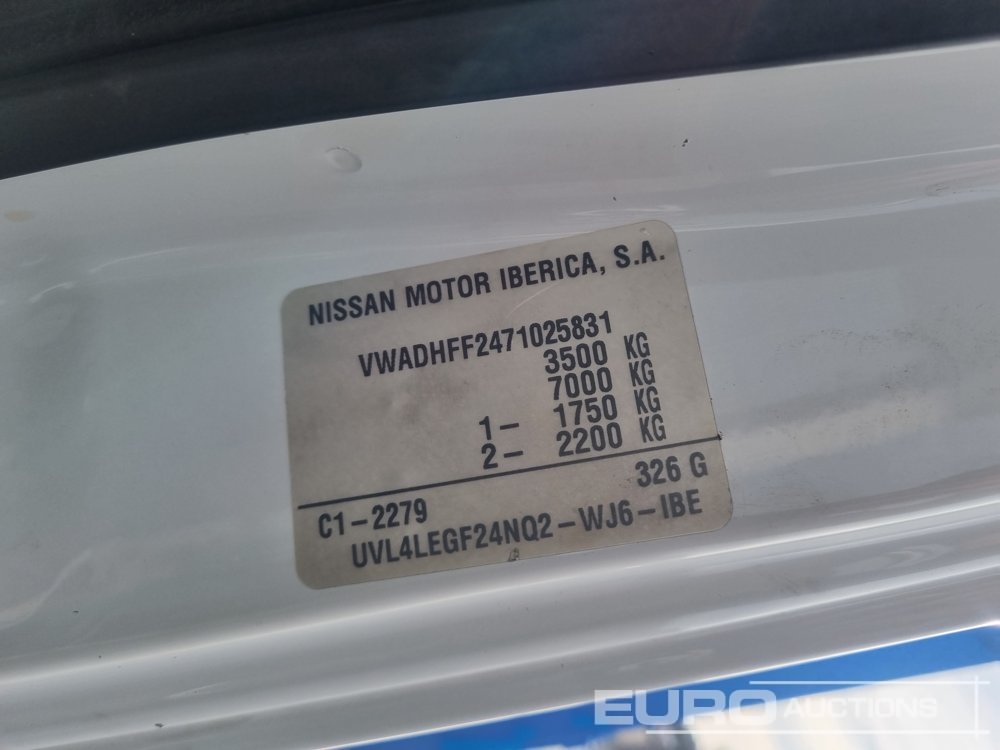 NISSAN MOTOR IBERICA, S.A.
VWADHFF2471025831
3500 KG
7000 KG
1- 1750 KG
2- 2200 KG
326 G
C1-2279
UVL4LEGF24NQ2-WJ6-IBE
EURO AUCTIONS